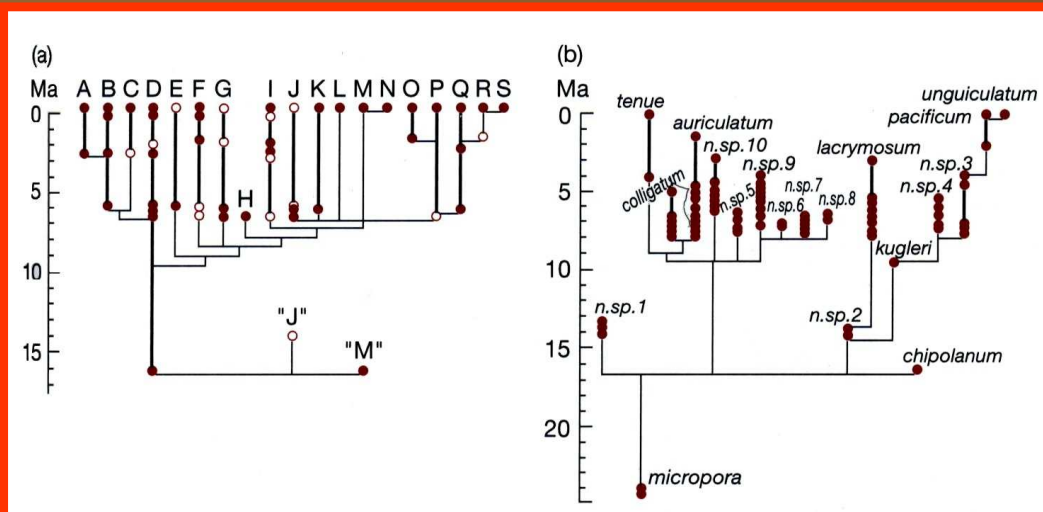 (a)
Ma A B C D E F G I J K L M N O P Q R S
0
5
H
10
"J"
15
"M"
(b)
Ma
unguiculatum
0
tenue
pacificum
auriculatum
n.sp.10
lacrymosum
n.sp.9
n.sp.3
n.sp.7
n.sp.4
5
colligatum
n.sp.5
n.sp.6
n.sp.8
kugleri
10
n.sp.1
n.sp.2
15
chipolanum
20
micropora